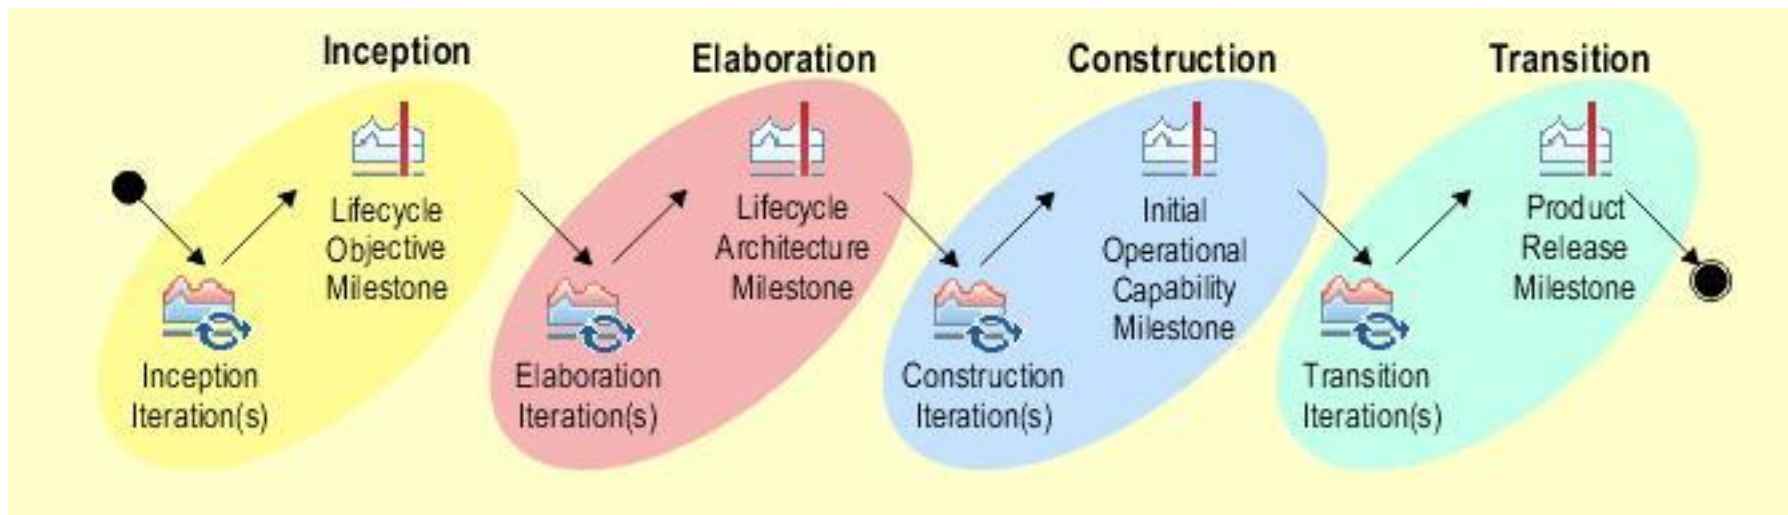 Inception
Lifecycle
Objective
Milestone
Inception
Iteration(s)
Elaboration
Lifecycle
Architecture
Milestone
Elaboration
Iteration(s)
Construction
Initial
Operational
Capability
Milestone
Construction
Iteration(s)
Transition
Product
Release
Milestone
Transition
Iteration(s)